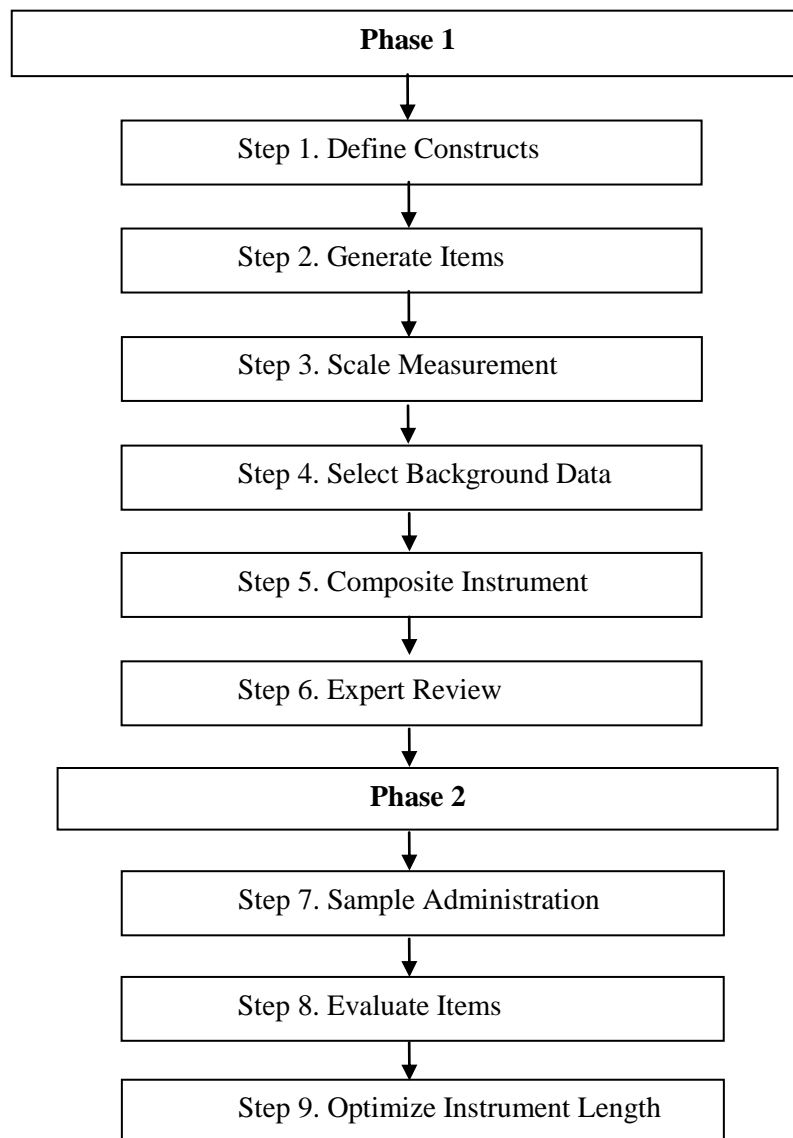 Phase 1
Step 1. Define Constructs
Step 2. Generate Items
Step 3. Scale Measurement
Step 4. Select Background Data
Step 5. Composite Instrument
Step 6. Expert Review
Phase 2
Step 7. Sample Administration
Step 8. Evaluate Items
Step 9. Optimize Instrument Length